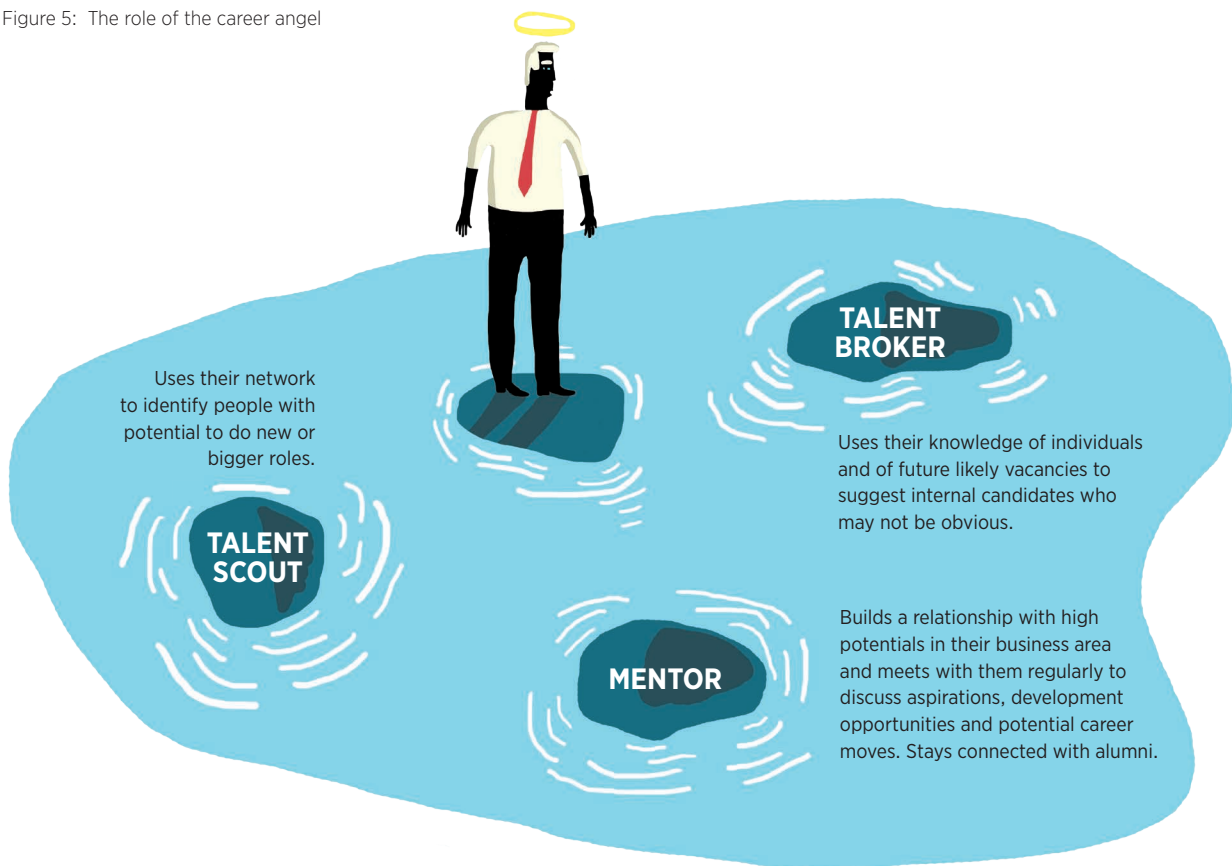 Figure 5: The role of the career angel
Uses their network
to identify people with
potential to do new or
bigger roles.
TALENT
SCOUT
TALENT
BROKER
Uses their knowledge of individuals
and of future likely vacancies to
suggest internal candidates who
may not be obvious.
MENTOR
Builds a relationship with high
potentials in their business area
and meets with them regularly to
discuss aspirations, development
opportunities and potential career
moves. Stays connected with alumni.